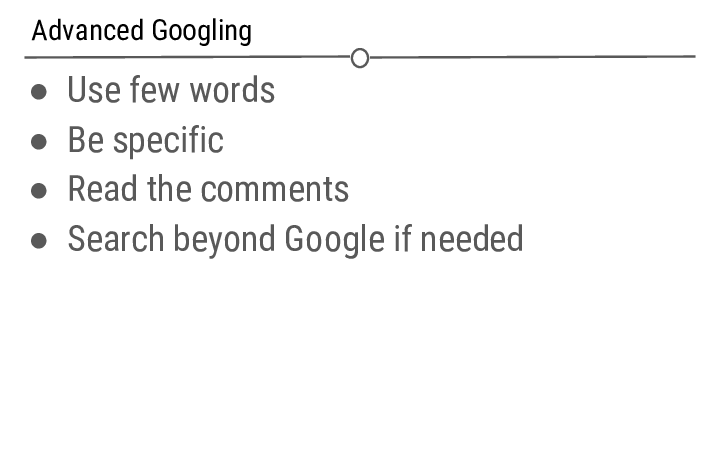 Advanced Googling
● Use few words
● Be specific
● Read the comments
● Search beyond Google if needed